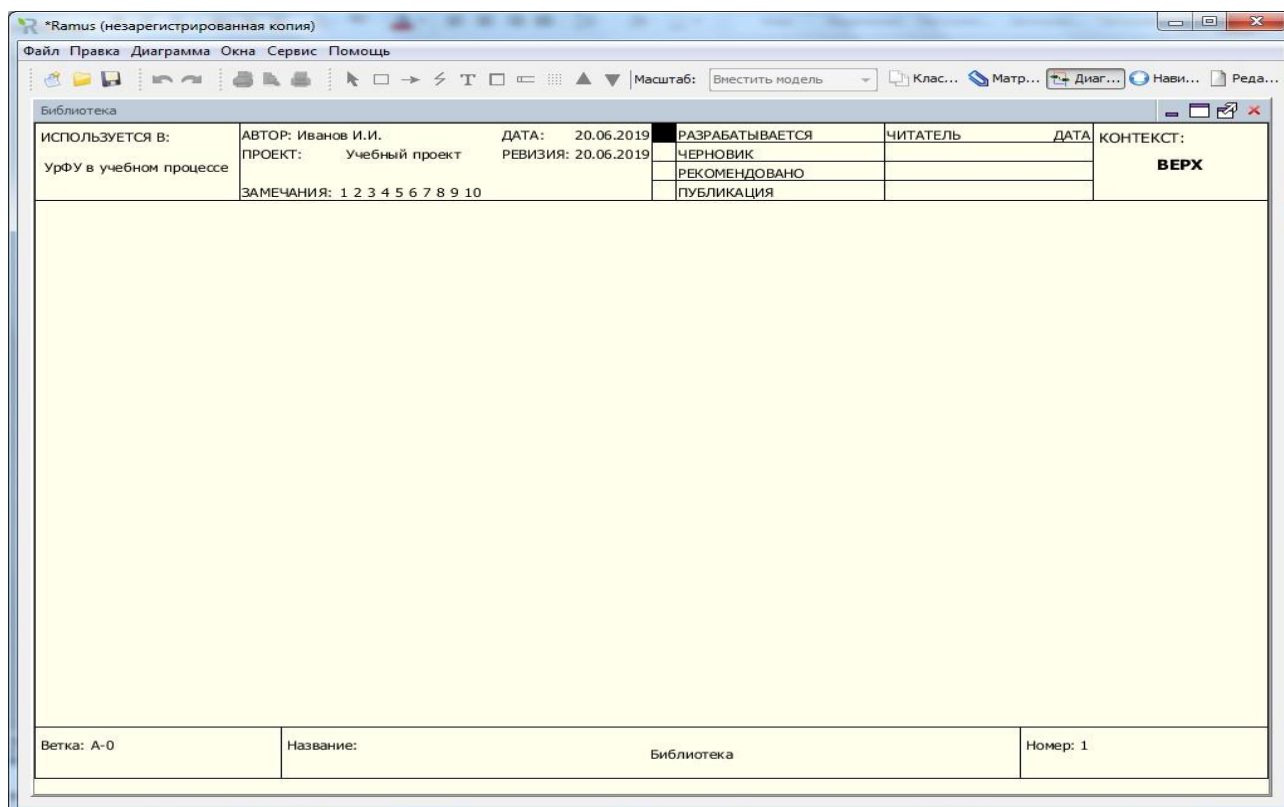 *Ramus (незарегистрированная копия)
Файл Правка Диаграмма Окна Сервис Помощь
Масштаб: Вместить модель Клас... Матр... Диаг... Нави... Реда...
Библиотека
ИСПОЛЬЗУЕТСЯ В: АВТОР: Иванов И.И. ДАТА: 20.06.2019 РАЗРАБАТЫВАЕТСЯ ЧИТАТЕЛЬ ДАТА КОНТЕКСТ:
УрФУ в учебном процессе ПРОЕКТ: Учебный проект РЕВИЗИЯ: 20.06.2019 ЧЕРНОВИК ВЕРХ
РЕКОМЕНДОВАНО
ЗАМЕЧАНИЯ: 1 2 3 4 5 6 7 8 9 10 ПУБЛИКАЦИЯ
Ветка: A-0 Название: Библиотека Номер: 1